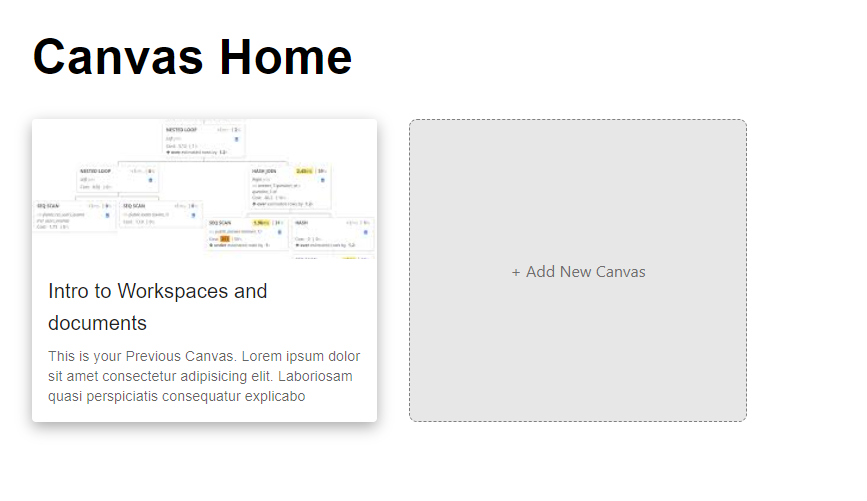 Canvas Home
NESTED LOOP
NESTED LOOP
HASH JOIN
SEQ SCAN
SEQ SCAN
SEQ SCAN
HASH
Intro to Workspaces and
documents
This is your Previous Canvas. Lorem ipsum dolor
sit amet consectetur adipisicing elit. Laboriosam
quasi perspiciatis consequatur explicabo
+ Add New Canvas